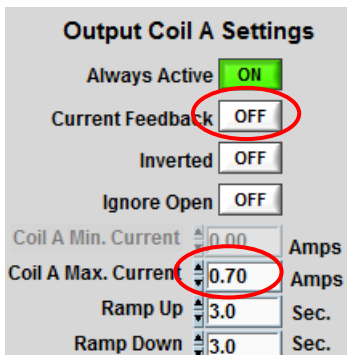 Output Coil A Settings
Always Active ON
Current Feedback OFF
Inverted OFF
Ignore Open OFF
Coil A Min. Current 0.00 Amps
Coil A Max. Current 0.70 Amps
Ramp Up 3.0 Sec.
Ramp Down 3.0 Sec.